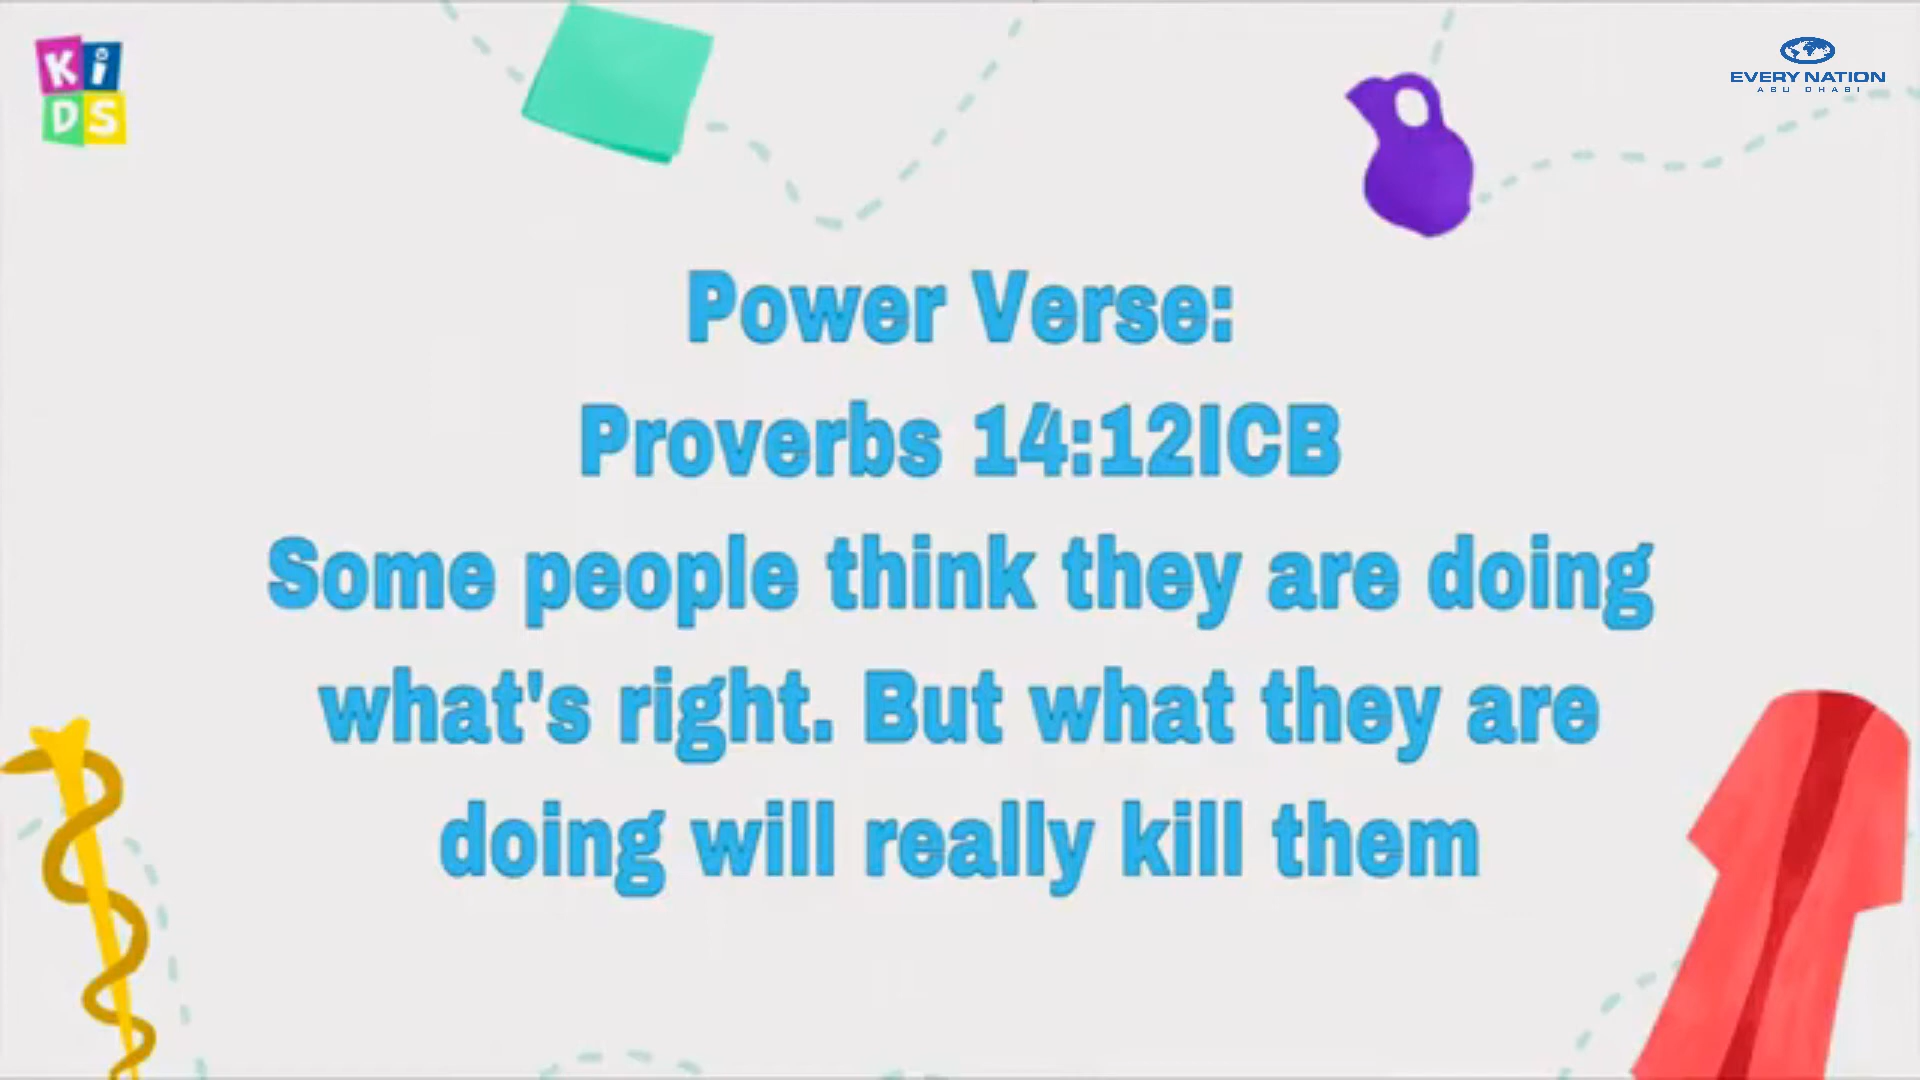 KiDS
EVERY NATION
ABU DHABI
Power Verse:
Proverbs 14:12ICB
Some people think they are doing
what's right. But what they are
doing will really kill them